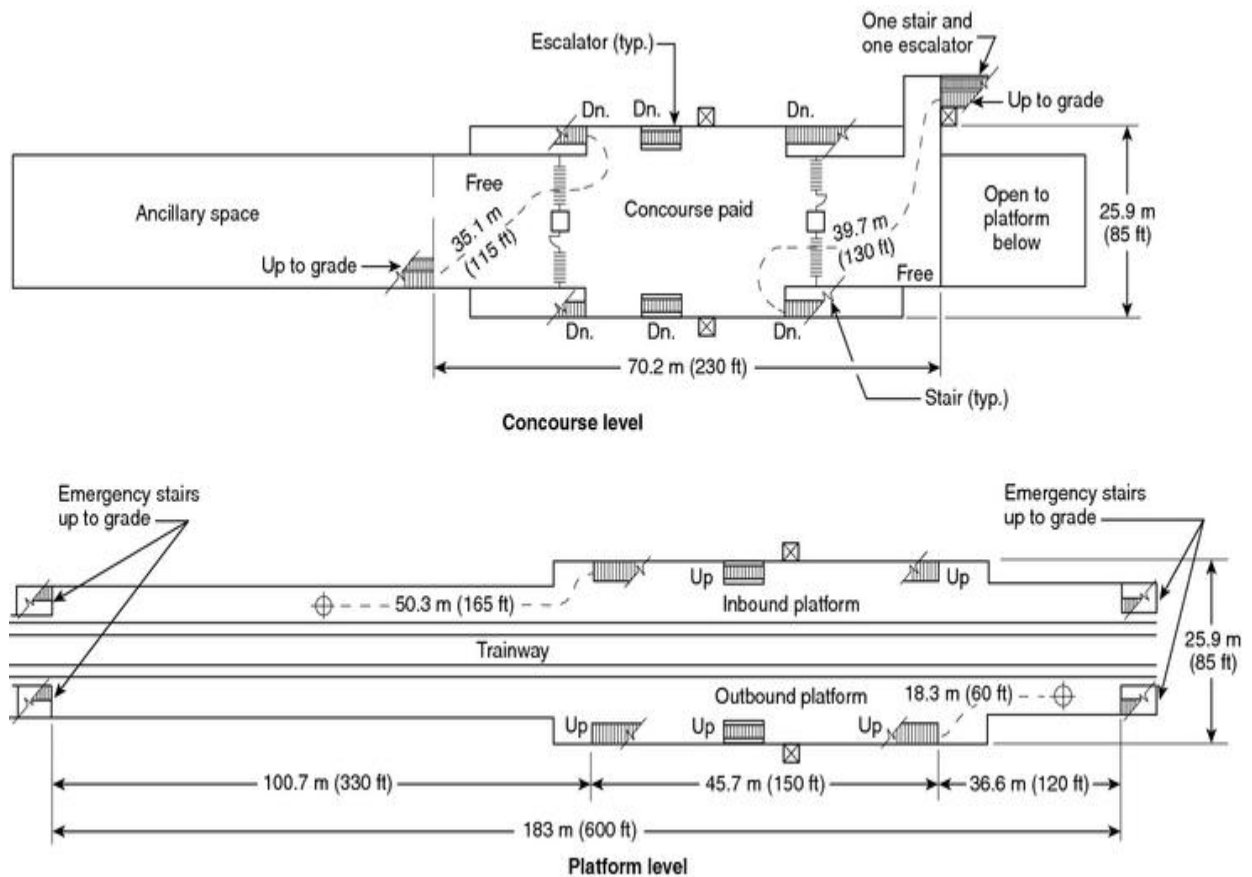 One stair and
one escalator
Escalator (typ.)
Up to grade
Dn.
Dn.
Dn.
Free
Ancillary space
Concourse paid
Open to
platform
below
25.9 m
(85 ft)
35.1 m
(115 ft)
39.7 m
(130 ft)
Up to grade
Free
Dn.
Dn.
Dn.
70.2 m (230 ft)
Stair (typ.)
Concourse level
Emergency stairs
up to grade
Emergency stairs
up to grade
Up
Up
50.3 m (165 ft)
Inbound platform
Trainway
25.9 m
(85 ft)
Outbound platform
18.3 m (60 ft)
Up
Up
Up
100.7 m (330 ft)
45.7 m (150 ft)
36.6 m (120 ft)
183 m (600 ft)
Platform level